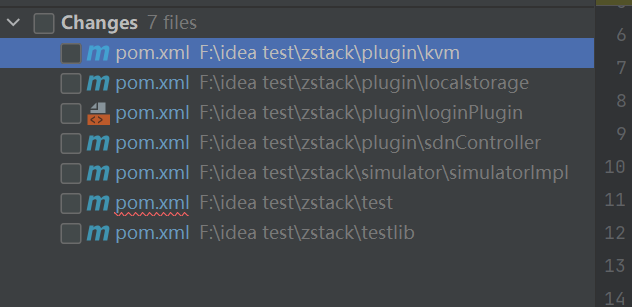 Changes 7 files
pom.xml F:\idea test\zstack\plugin\kvm
pom.xml F:\idea test\zstack\plugin\localstorage
pom.xml F:\idea test\zstack\plugin\loginPlugin
pom.xml F:\idea test\zstack\plugin\sdnController
pom.xml F:\idea test\zstack\simulator\simulatorImpl
pom.xml F:\idea test\zstack\test
pom.xml F:\idea test\zstack\testlib
6
7
8
9
10
11
12
13
14